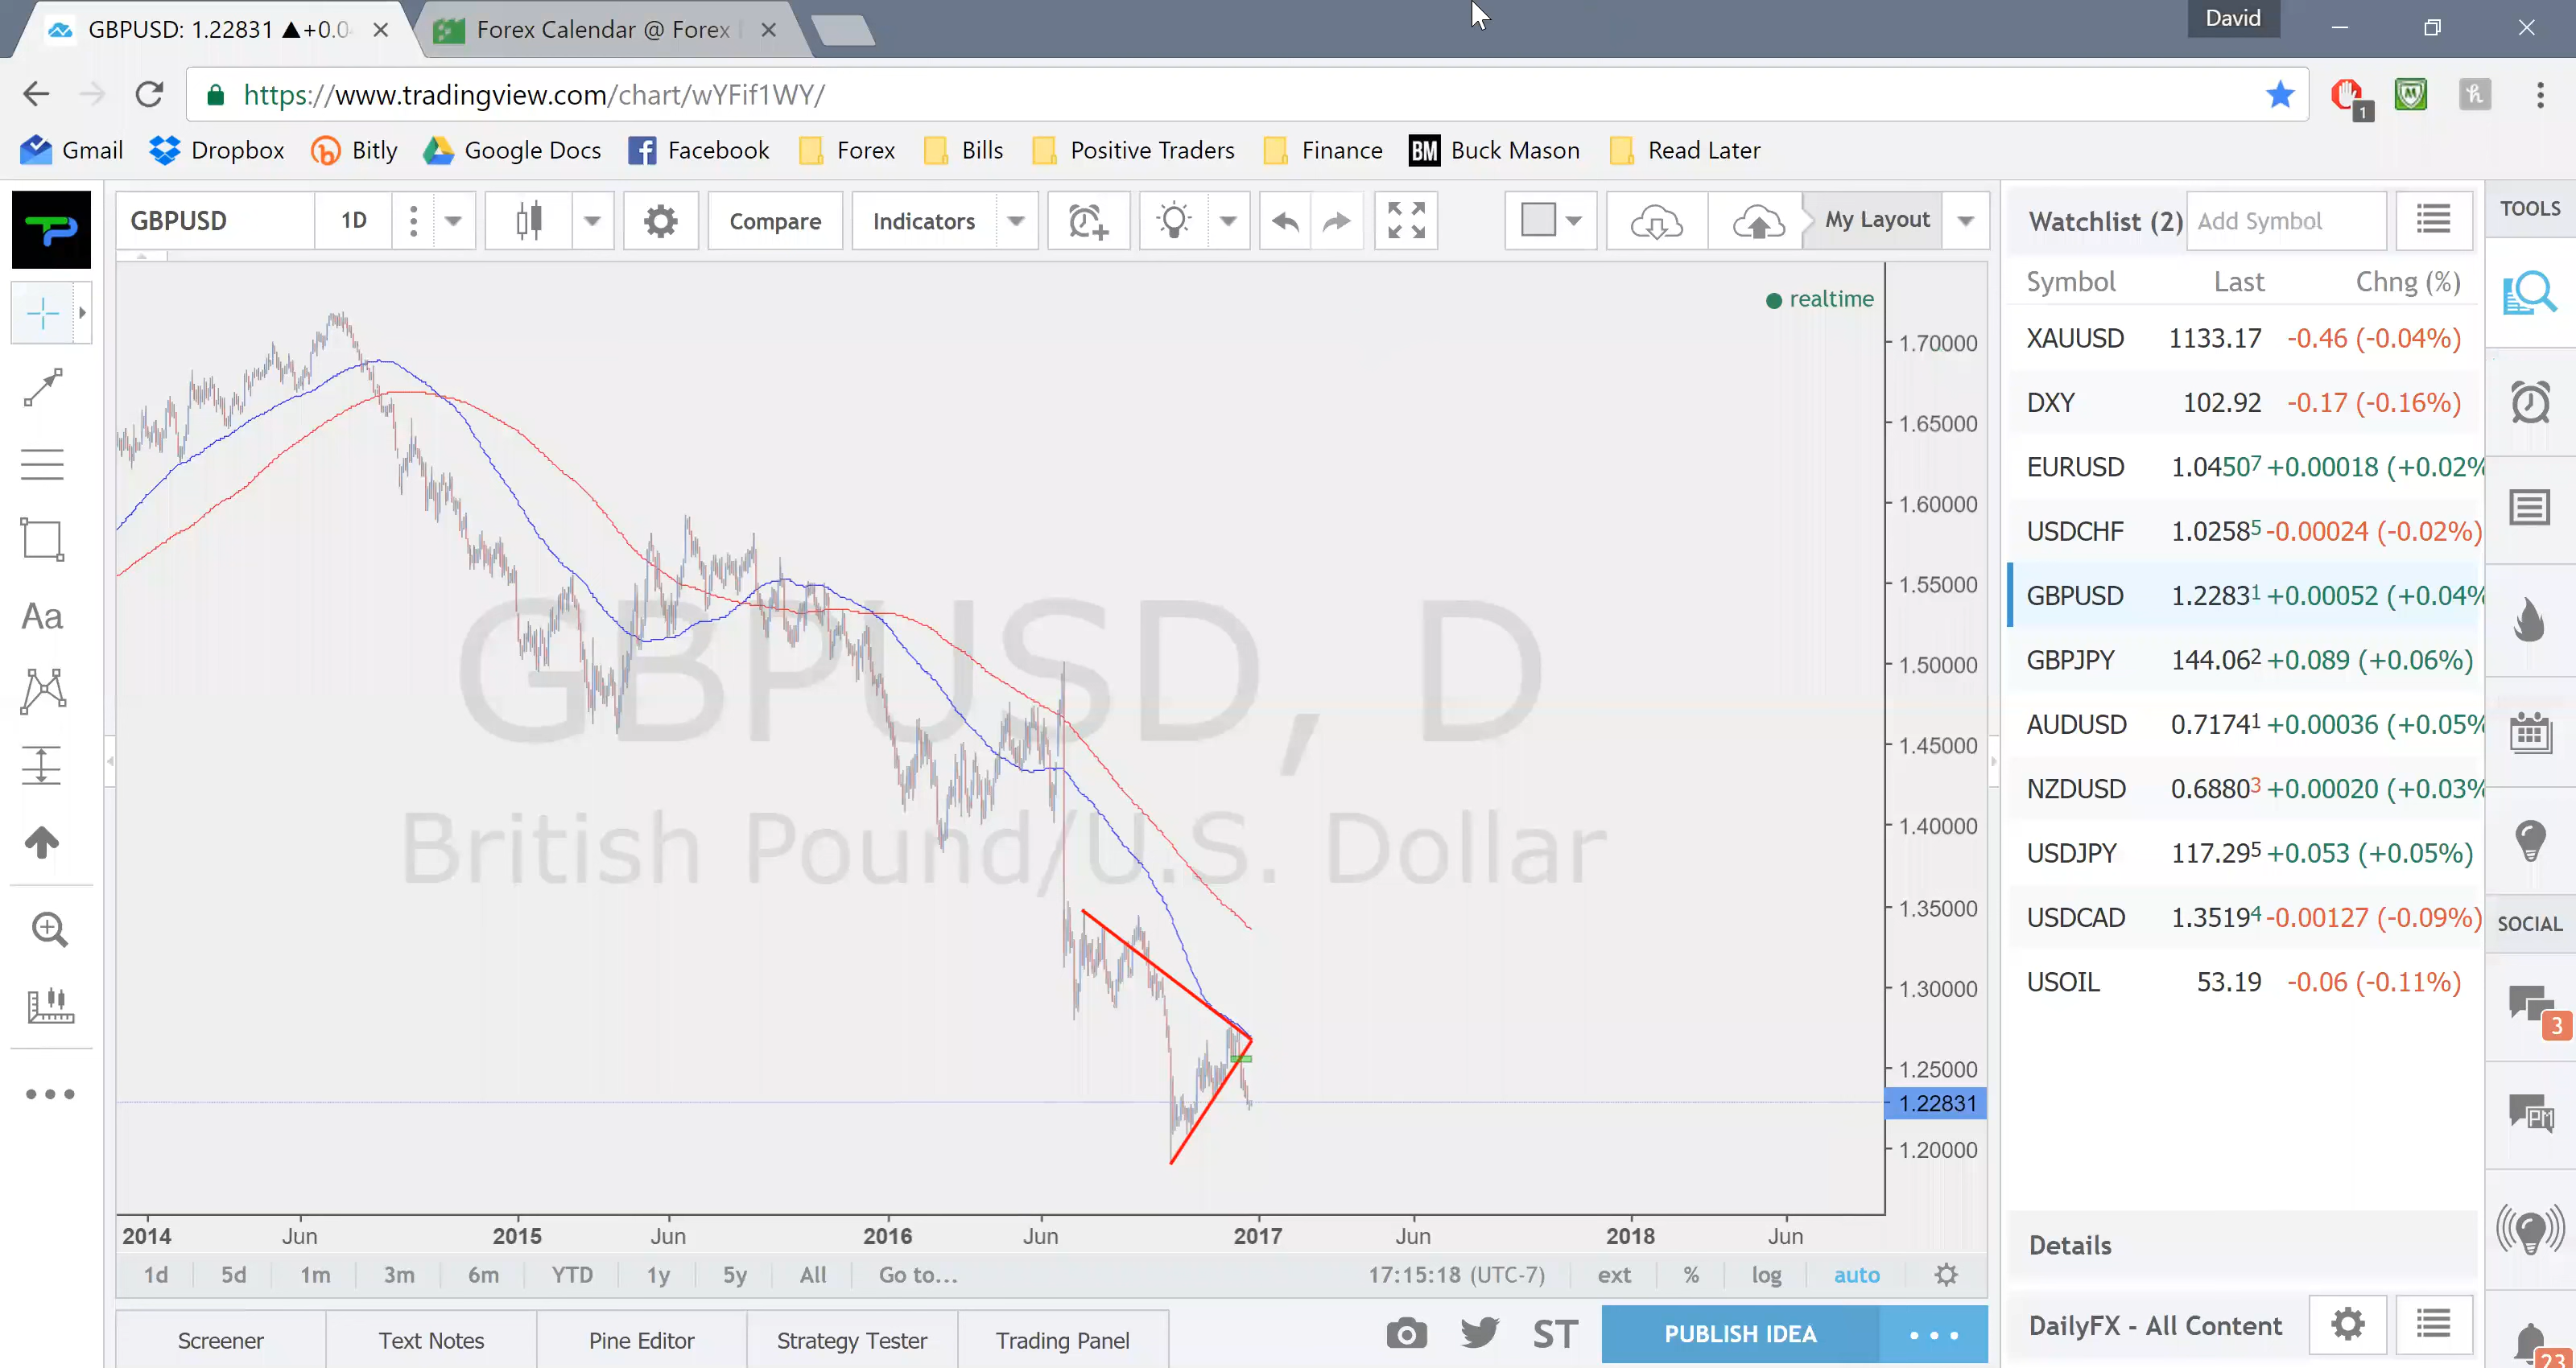 GBPUSD: 1.22831 ▲+0.0
Forex Calendar @ Forex
David
https://www.tradingview.com/chart/wYFif1WY/
1
Gmail Dropbox Bitly Google Docs Facebook Forex Bills Positive Traders Finance BM Buck Mason Read Later
GBPUSD 1D Compare Indicators My Layout
Watchlist (2) Add Symbol
TOOLS
Symbol Last Chng (%)
realtime
XAUUSD 1133.17 -0.46 (-0.04%)
DXY 102.92 -0.17 (-0.16%)
EURUSD 1.04507 +0.00018 (+0.02%
USDCHF 1.02585 -0.00024 (-0.02%)
GBPUSD 1.22831 +0.00052 (+0.04%
GBPJPY 144.062 +0.089 (+0.06%)
AUDUSD 0.71741 +0.00036 (+0.05%
NZDUSD 0.68803 +0.00020 (+0.03%
USDJPY 117.295 +0.053 (+0.05%)
USDCAD 1.35194 -0.00127 (-0.09%)
USOIL 53.19 -0.06 (-0.11%)
SOCIAL
3
PM
23
Aa
GBPUSD, D
British Pound/U.S. Dollar
1.70000
1.65000
1.60000
1.55000
1.50000
1.45000
1.40000
1.35000
1.30000
1.25000
1.22831
1.20000
2014 Jun 2015 Jun 2016 Jun 2017 Jun 2018 Jun
1d 5d 1m 3m 6m YTD 1y 5y All Go to... 17:15:18 (UTC-7) ext % log auto
Details
Screener Text Notes Pine Editor Strategy Tester Trading Panel
ST PUBLISH IDEA
DailyFX - All Content